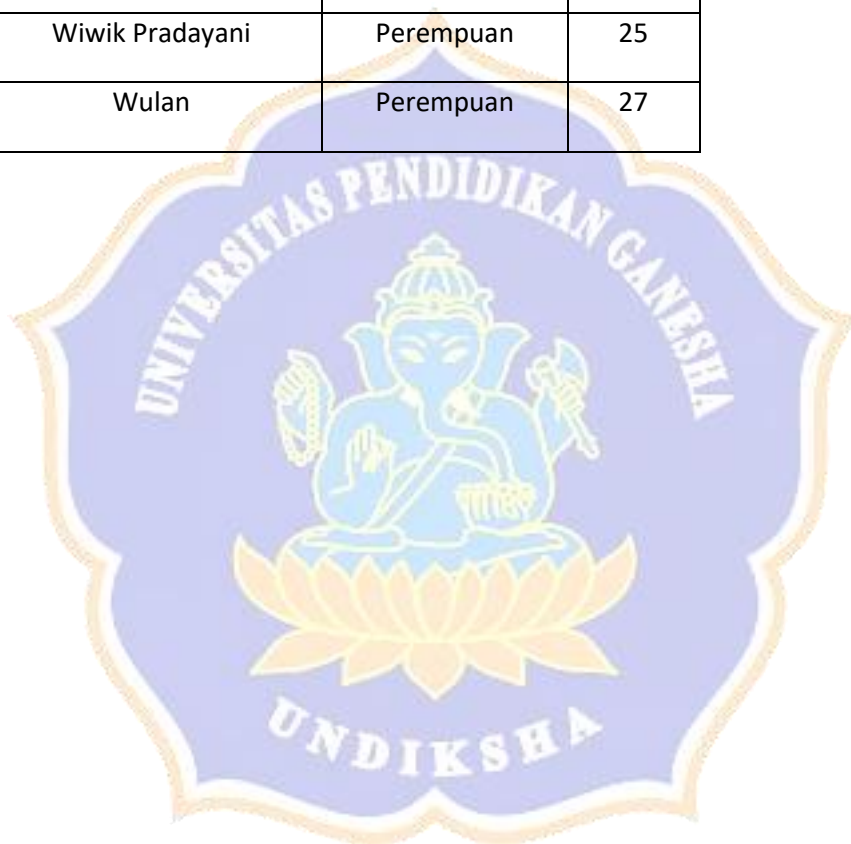 Wiwik Pradayani Perempuan 25
Wulan Perempuan 27
UNIVERSITAS PENDIDIKAN GANESHA
UNDIKSHA